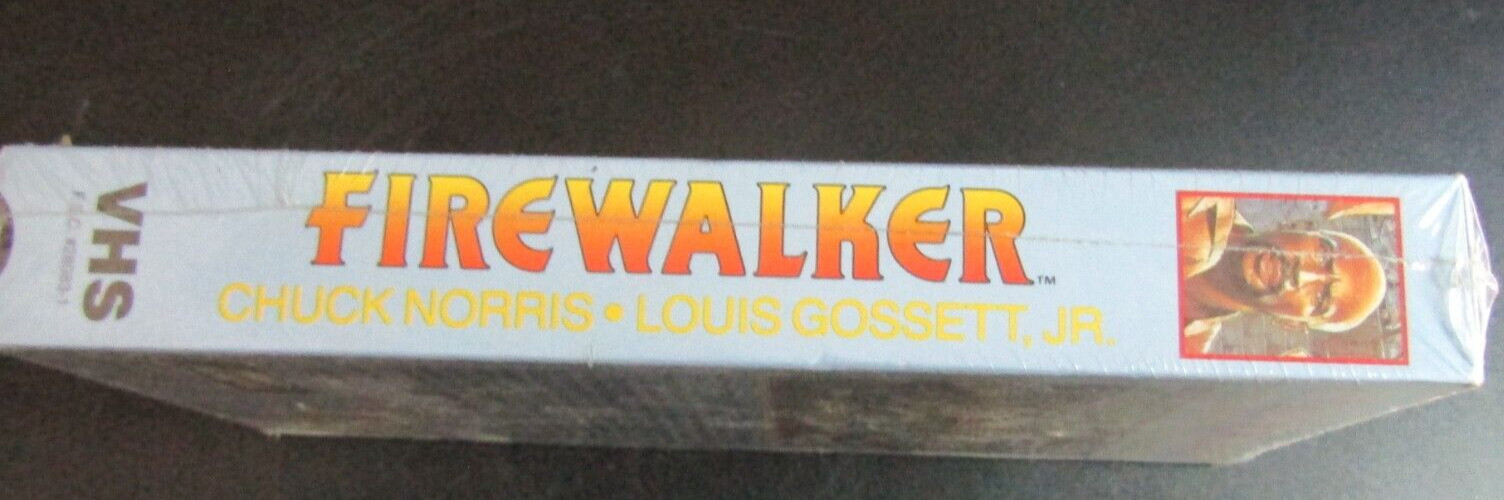 VHS
FIREWALKER™
CHUCK NORRIS • LOUIS GOSSETT, JR.